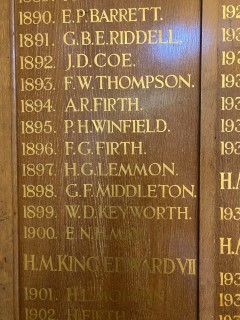 1890. E.P. BARRETT.
1891. G.B.E. RIDDELL.
1892. J.D. COE.
1893. F.W. THOMPSON.
1894. A.R. FIRTH.
1895. P.H. WINFIELD.
1896. F.G. FIRTH.
1897. H.G. LEMMON.
1898. G.F. MIDDLETON.
1899. W.D. KEYWORTH.
1900. E.N.H.
H.M. KING EDWARD VII
1901. H.L.
1902. H. FIRTH.